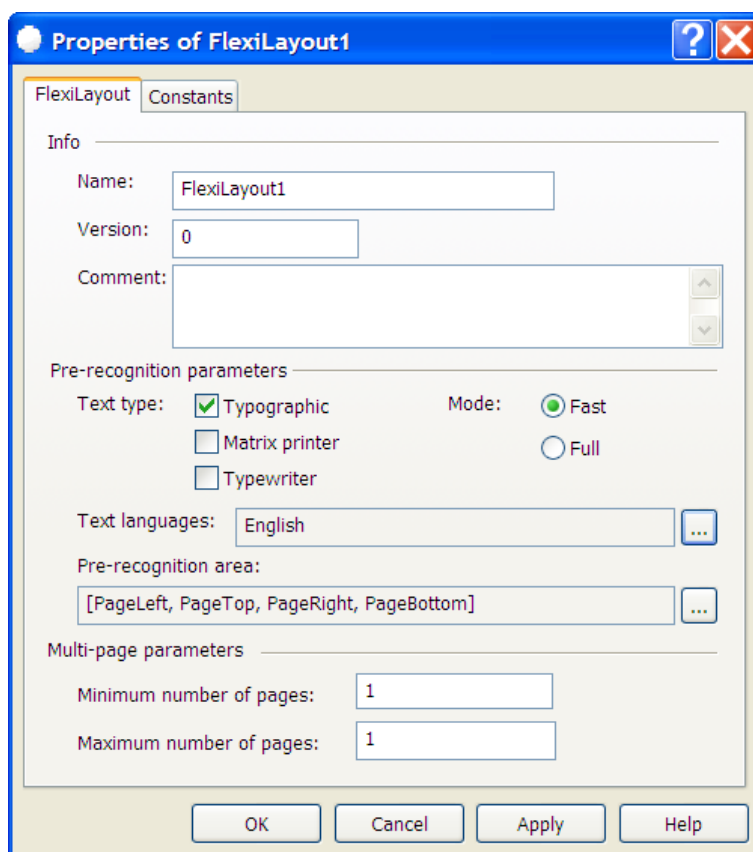 Properties of FlexiLayout1
?
FlexiLayout Constants
Info
Name: FlexiLayout1
Version: 0
Comment:
Pre-recognition parameters
Text type: Typographic Mode: Fast
Matrix printer Full
Typewriter
Text languages: English ...
Pre-recognition area:
[PageLeft, PageTop, PageRight, PageBottom] ...
Multi-page parameters
Minimum number of pages: 1
Maximum number of pages: 1
OK Cancel Apply Help